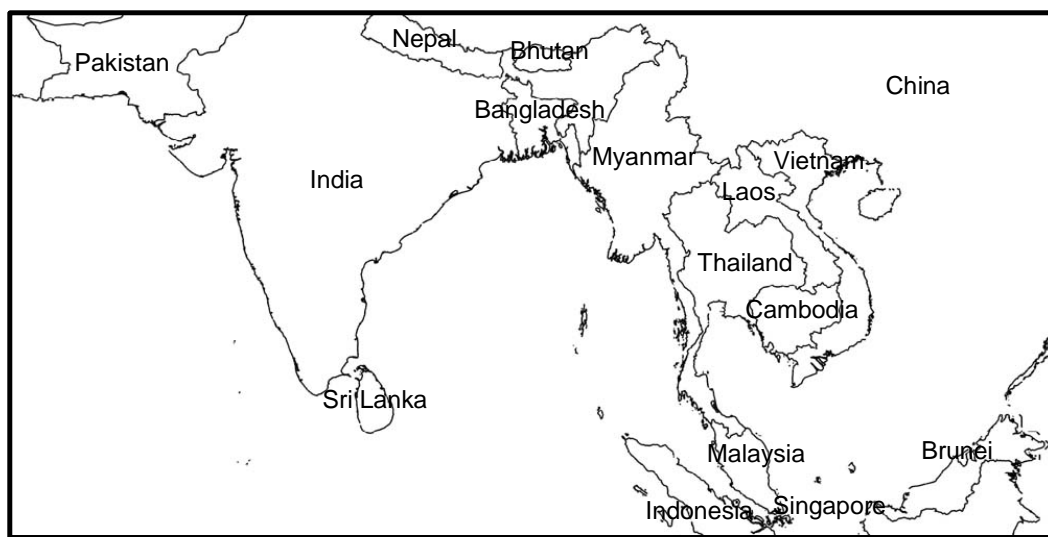 Nepal
Bhutan
Pakistan
China
Bangladesh
Myanmar
Vietnam
India
Laos
Thailand
Cambodia
Sri Lanka
Malaysia
Brunei
Indonesia
Singapore